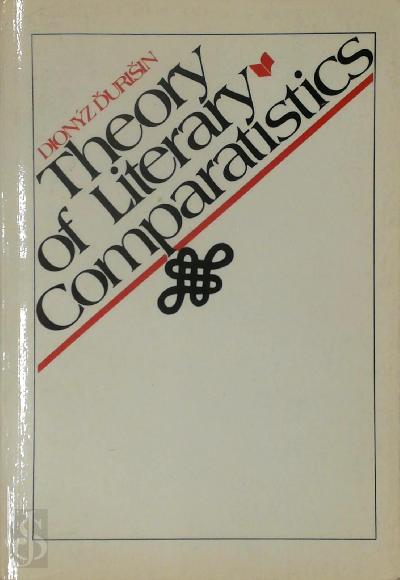 DIONÝZ ĎURIŠIN
Theory
of Literary
Comparatistics